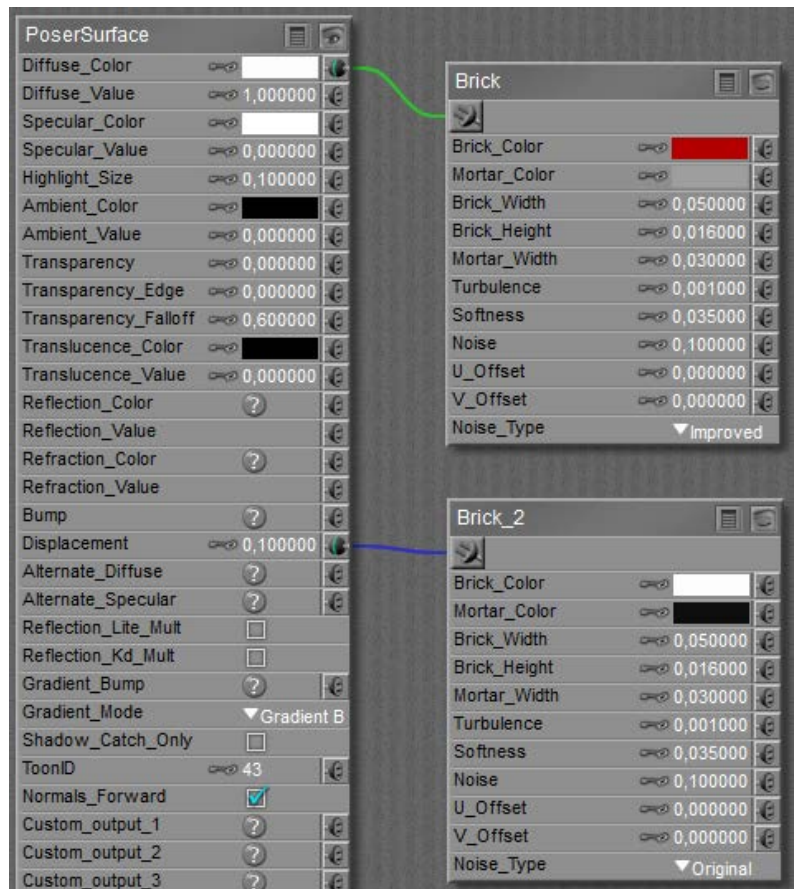 PoserSurface
Diffuse_Color
Diffuse_Value 1,000000
Specular_Color
Specular_Value 0,000000
Highlight_Size 0,100000
Ambient_Color
Ambient_Value 0,000000
Transparency 0,000000
Transparency_Edge 0,000000
Transparency_Falloff 0,600000
Translucence_Color
Translucence_Value 0,000000
Reflection_Color ?
Reflection_Value
Refraction_Color ?
Refraction_Value
Bump ?
Displacement 0,100000
Alternate_Diffuse ?
Alternate_Specular ?
Reflection_Lite_Mult
Reflection_Kd_Mult
Gradient_Bump ?
Gradient_Mode Gradient B
Shadow_Catch_Only
ToonID 43
Normals_Forward
Custom_output_1 ?
Custom_output_2 ?
Custom_output_3 ?
Brick
Brick_Color
Mortar_Color
Brick_Width 0,050000
Brick_Height 0,016000
Mortar_Width 0,030000
Turbulence 0,001000
Softness 0,035000
Noise 0,100000
U_Offset 0,000000
V_Offset 0,000000
Noise_Type Improved
Brick_2
Brick_Color
Mortar_Color
Brick_Width 0,050000
Brick_Height 0,016000
Mortar_Width 0,030000
Turbulence 0,001000
Softness 0,035000
Noise 0,100000
U_Offset 0,000000
V_Offset 0,000000
Noise_Type Original